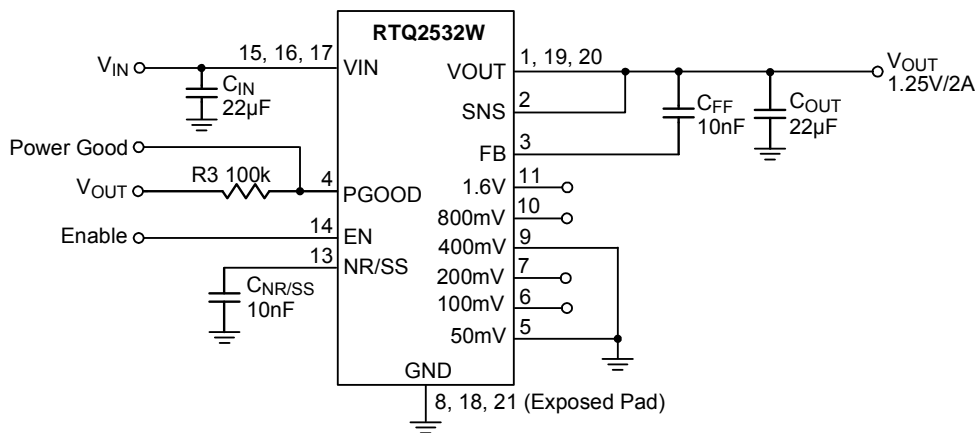 RTQ2532W
VIN
15, 16, 17
VIN
CIN
22µF
Power Good
VOUT
R3 100k
4
PGOOD
Enable
14
EN
13
NR/SS
CNR/SS
10nF
VOUT
1, 19, 20
SNS
2
FB
3
1.6V
11
800mV
10
400mV
9
200mV
7
100mV
6
50mV
5
CFF
10nF
COUT
22µF
VOUT
1.25V/2A
GND
8, 18, 21 (Exposed Pad)